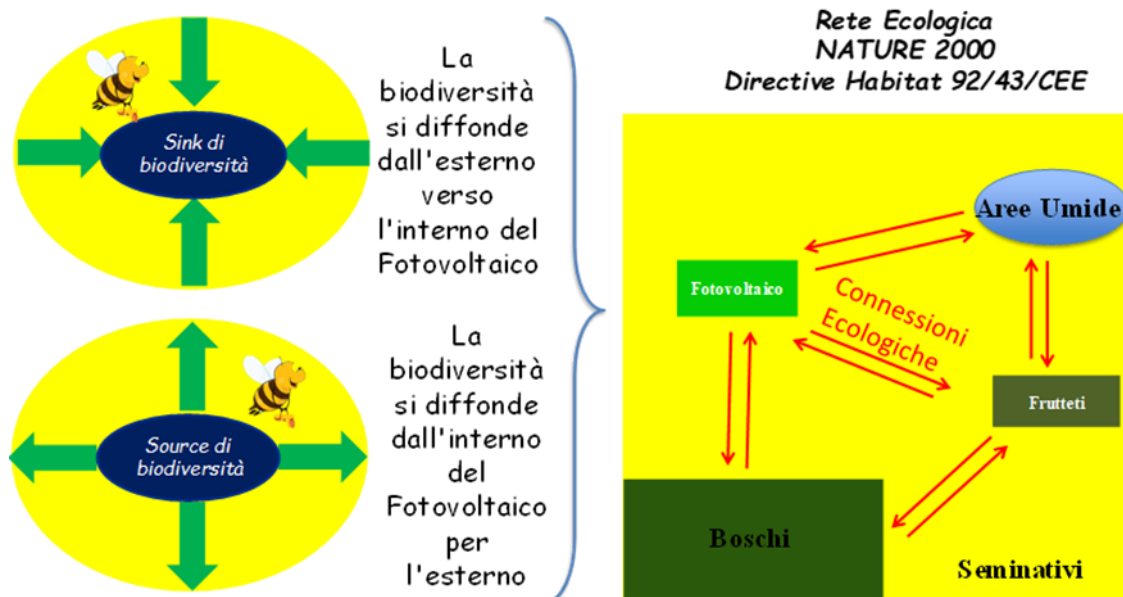 Sink di
biodiversità
La
biodiversità
si diffonde
dall'esterno
verso
l'interno del
Fotovoltaico
Source di
biodiversità
La
biodiversità
si diffonde
dall'interno
del
Fotovoltaico
per
l'esterno
Rete Ecologica
NATURE 2000
Directive Habitat 92/43/CEE
Aree Umide
Fotovoltaico
Connessioni
Ecologiche
Frutteti
Boschi
Seminativi